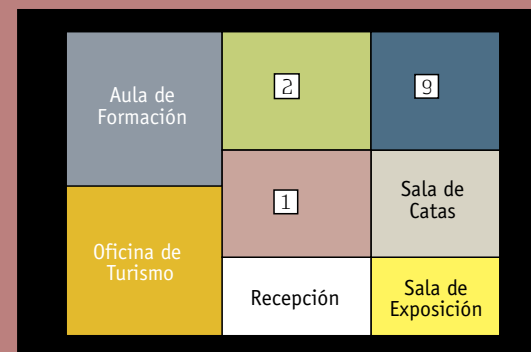 Aula de
Formación
2
9
1
Sala de
Catas
Oficina de
Turismo
Recepción
Sala de
Exposición